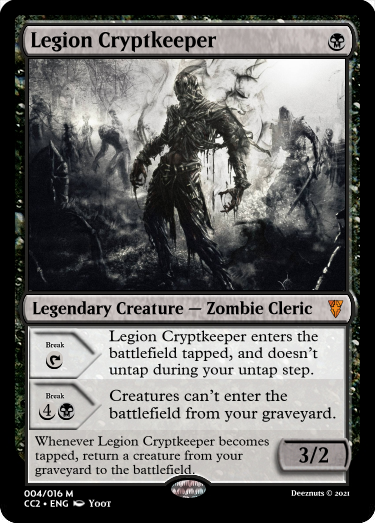 Legion Cryptkeeper
Legendary Creature — Zombie Cleric
Break
Legion Cryptkeeper enters the
battlefield tapped, and doesn't
untap during your untap step.
Break
4
Creatures can't enter the
battlefield from your graveyard.
Whenever Legion Cryptkeeper becomes
tapped, return a creature from your
graveyard to the battlefield.
3/2
004/016 M
CC2 • ENG Yoot
Deeznuts © 2021